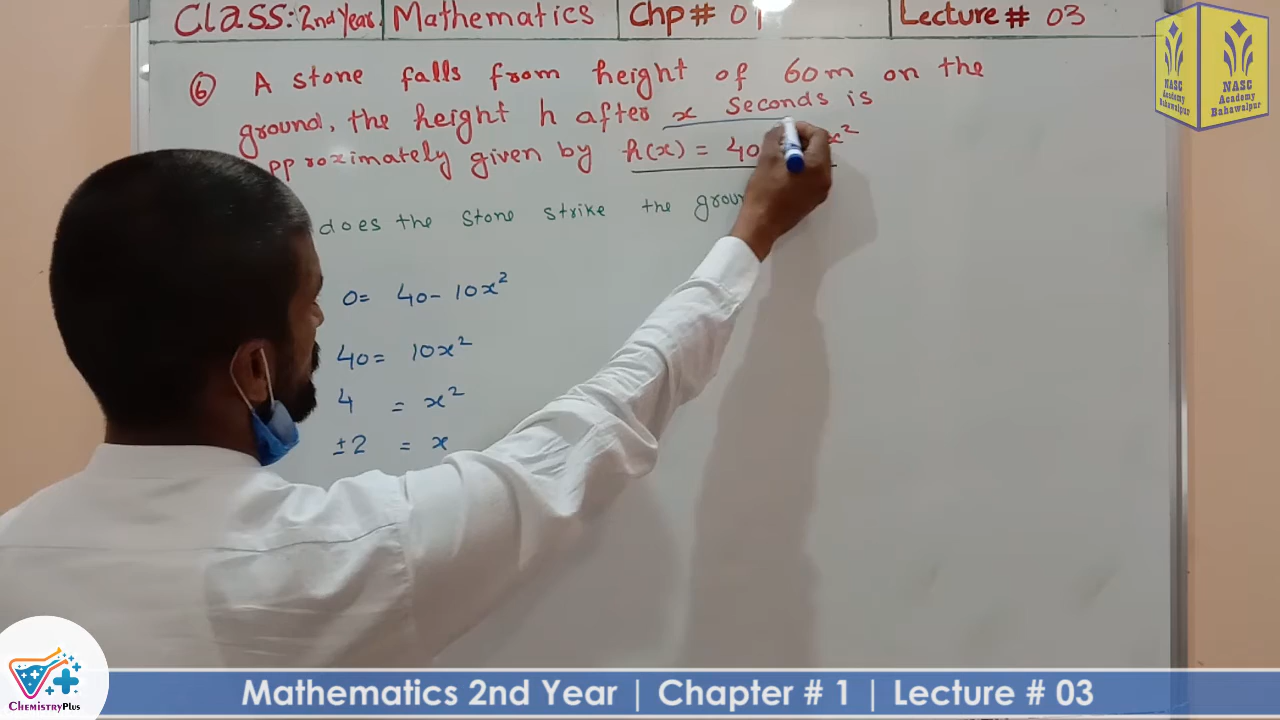 Class: 2nd Year. Mathematics Chp # 01 Lecture # 03
⑥ A stone falls from height of 60m on the
ground, the height h after x seconds is
pproximately given by h(x) = 40 x²
does the stone strike the
0 = 40 - 10x²
40 = 10x²
4 = x²
±2 = x
NASC
Academy
Bahawalpur
NASC
Academy
Bahawalpur
ChemistryPlus
Mathematics 2nd Year | Chapter # 1 | Lecture # 03